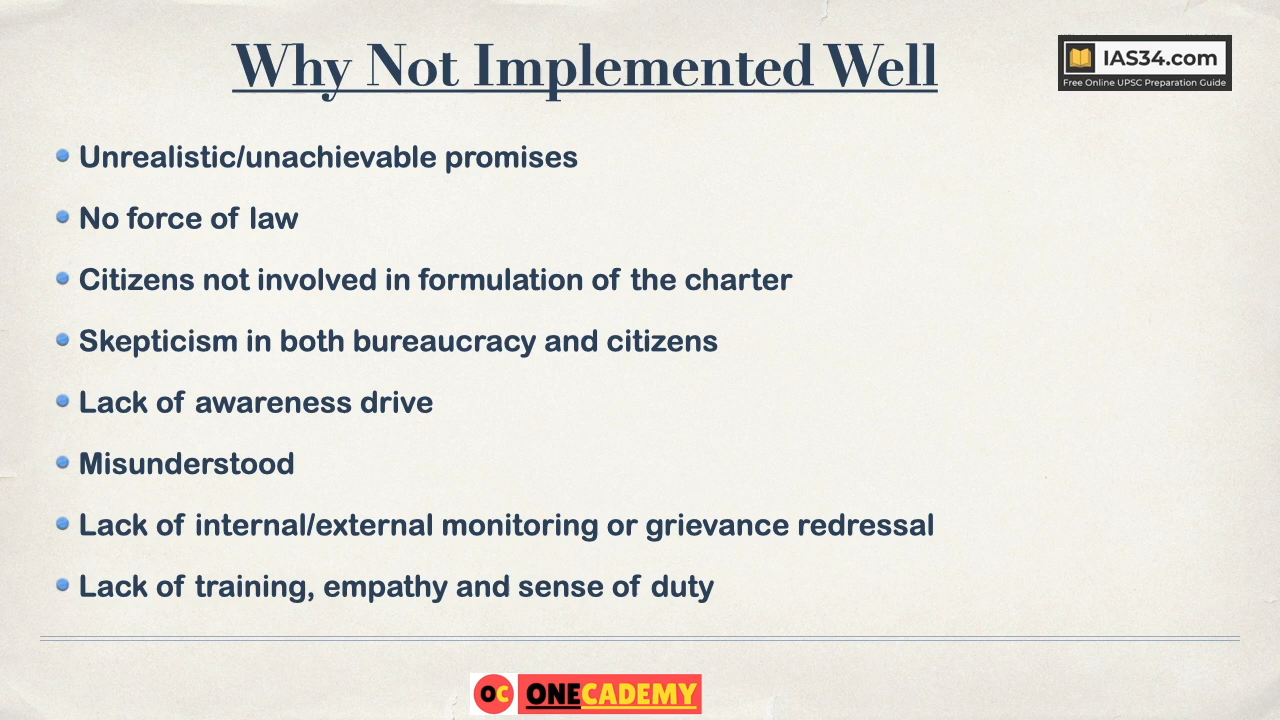 Why Not Implemented Well
IAS34.com
Free Online UPSC Preparation Guide
Unrealistic/unachievable promises
No force of law
Citizens not involved in formulation of the charter
Skepticism in both bureaucracy and citizens
Lack of awareness drive
Misunderstood
Lack of internal/external monitoring or grievance redressal
Lack of training, empathy and sense of duty
OC ONECADEMY